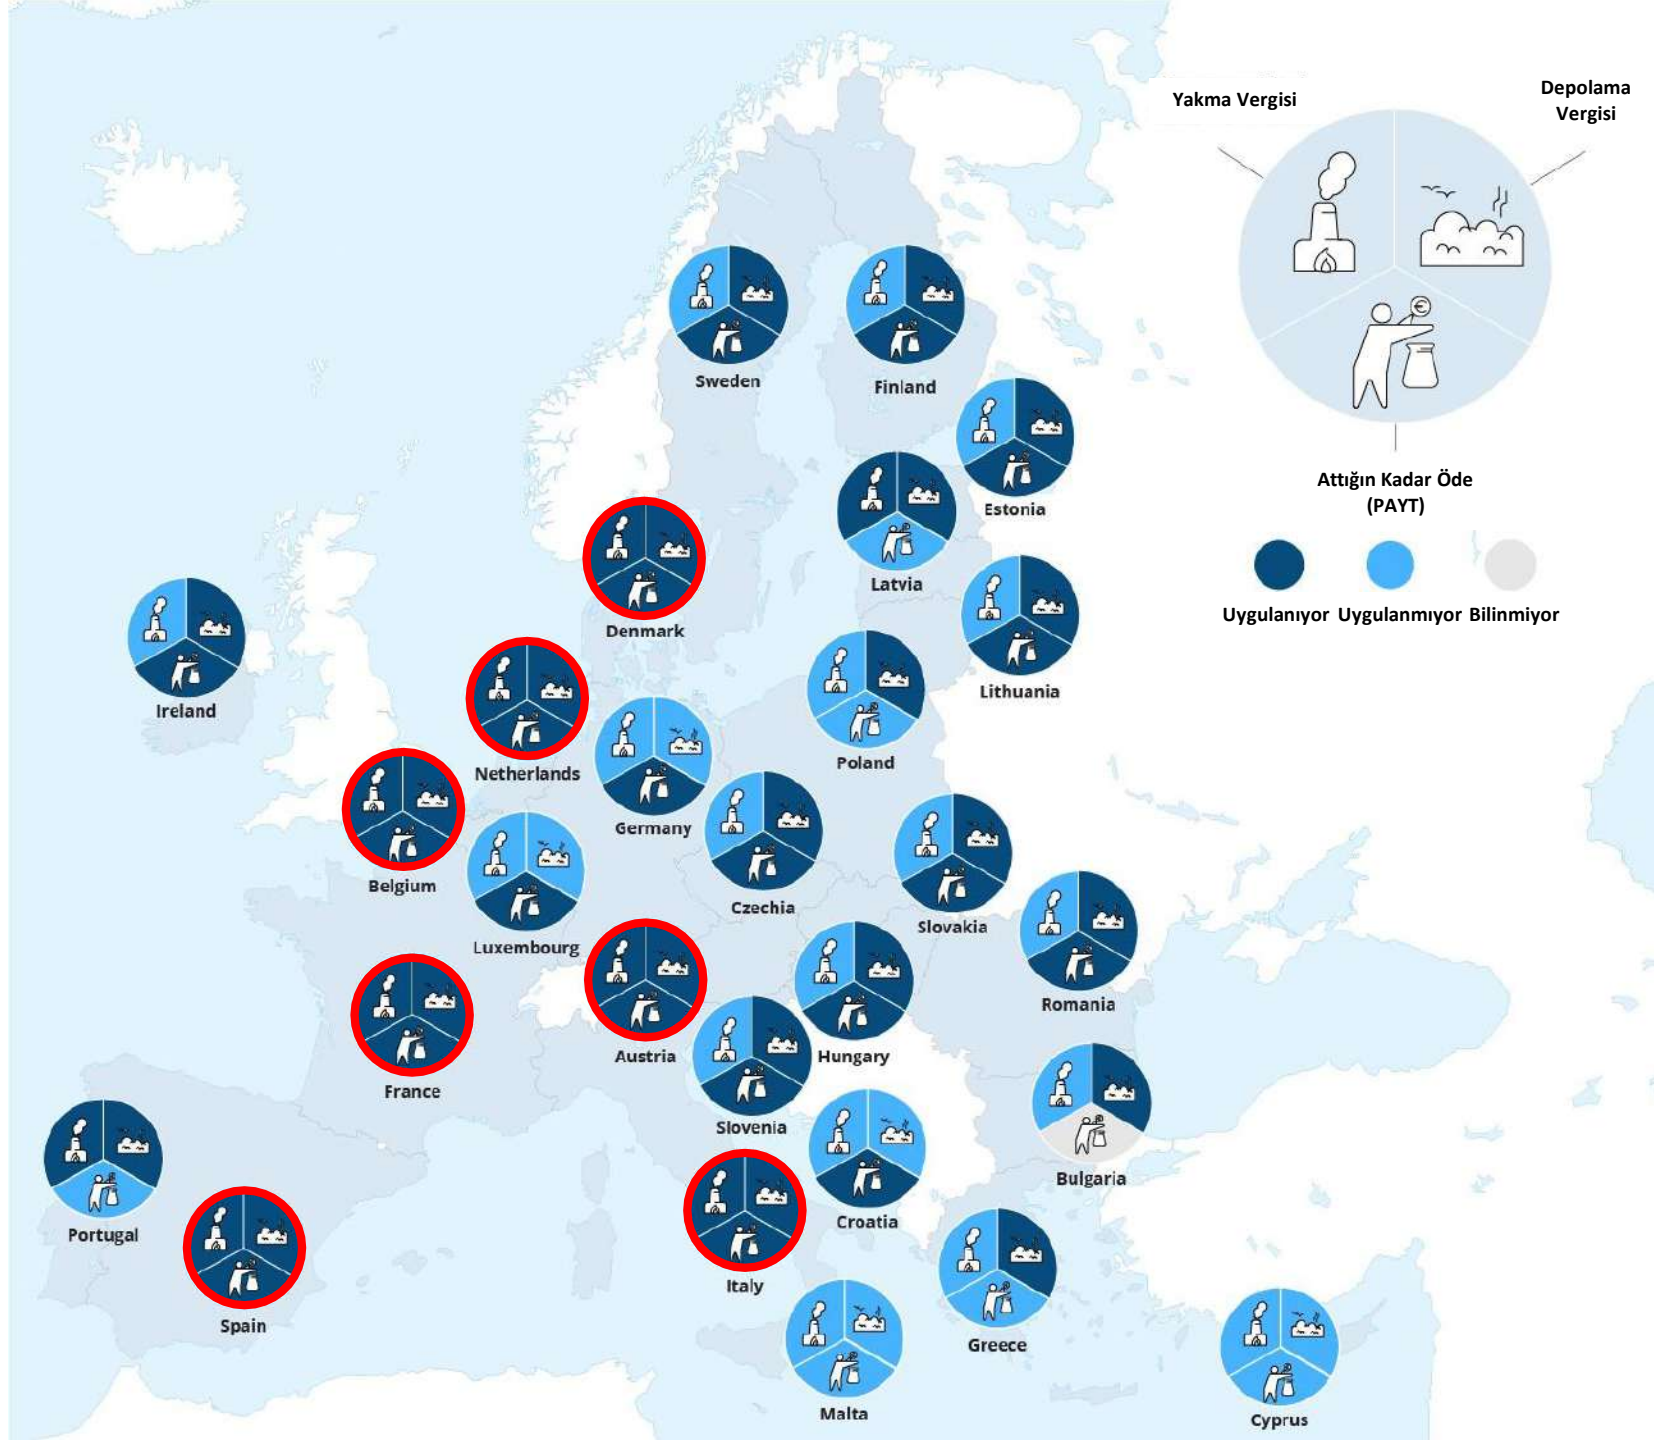 Yakma Vergisi
Depolama
Vergisi
Attığın Kadar Öde
(PAYT)
Uygulanıyor Uygulanmıyor Bilinmiyor
Sweden
Finland
Estonia
Latvia
Denmark
Lithuania
Ireland
Netherlands
Poland
Germany
Belgium
Czechia
Slovakia
Luxembourg
Romania
Austria
Hungary
France
Slovenia
Bulgaria
Croatia
Portugal
Italy
Spain
Greece
Malta
Cyprus